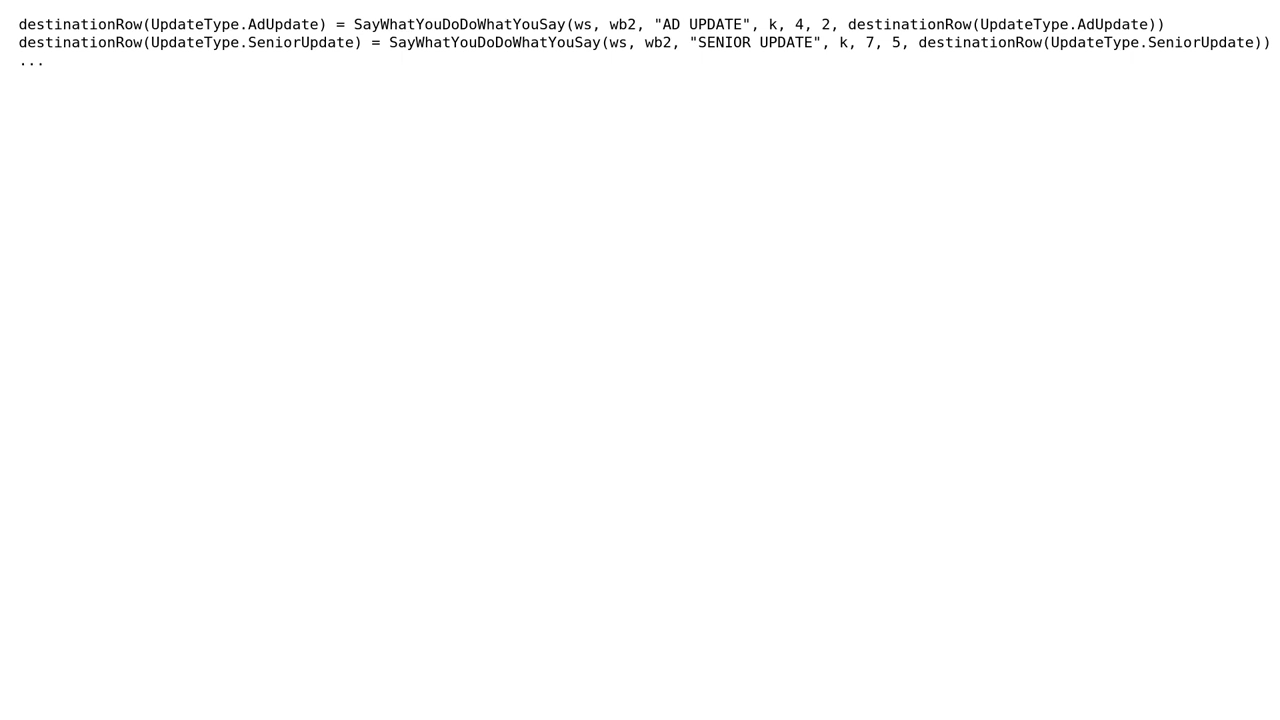 destinationRow(UpdateType.AdUpdate) = SayWhatYouDoDoWhatYouSay(ws, wb2, "AD UPDATE", k, 4, 2, destinationRow(UpdateType.AdUpdate))
destinationRow(UpdateType.SeniorUpdate) = SayWhatYouDoDoWhatYouSay(ws, wb2, "SENIOR UPDATE", k, 7, 5, destinationRow(UpdateType.SeniorUpdate))
...